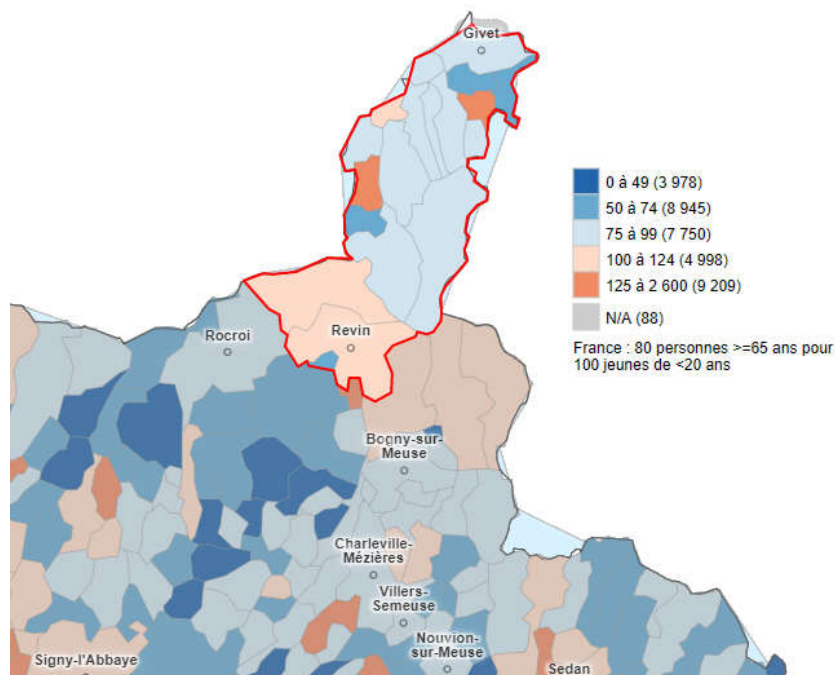 Givet
0 à 49 (3 978)
50 à 74 (8 945)
75 à 99 (7 750)
100 à 124 (4 998)
125 à 2 600 (9 209)
N/A (88)
France : 80 personnes >=65 ans pour
100 jeunes de <20 ans
Rocroi
Revin
Bogny-sur-
Meuse
Charleville-
Mézières
Villers-
Semeuse
Nouvion-
sur-Meuse
Signy-l'Abbaye
Sedan